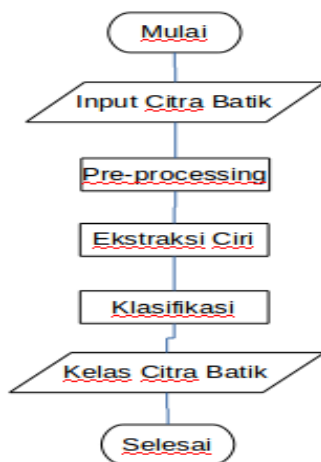 Mulai
Input Citra Batik
Pre-processing
Ekstraksi Ciri
Klasifikasi
Kelas Citra Batik
Selesai